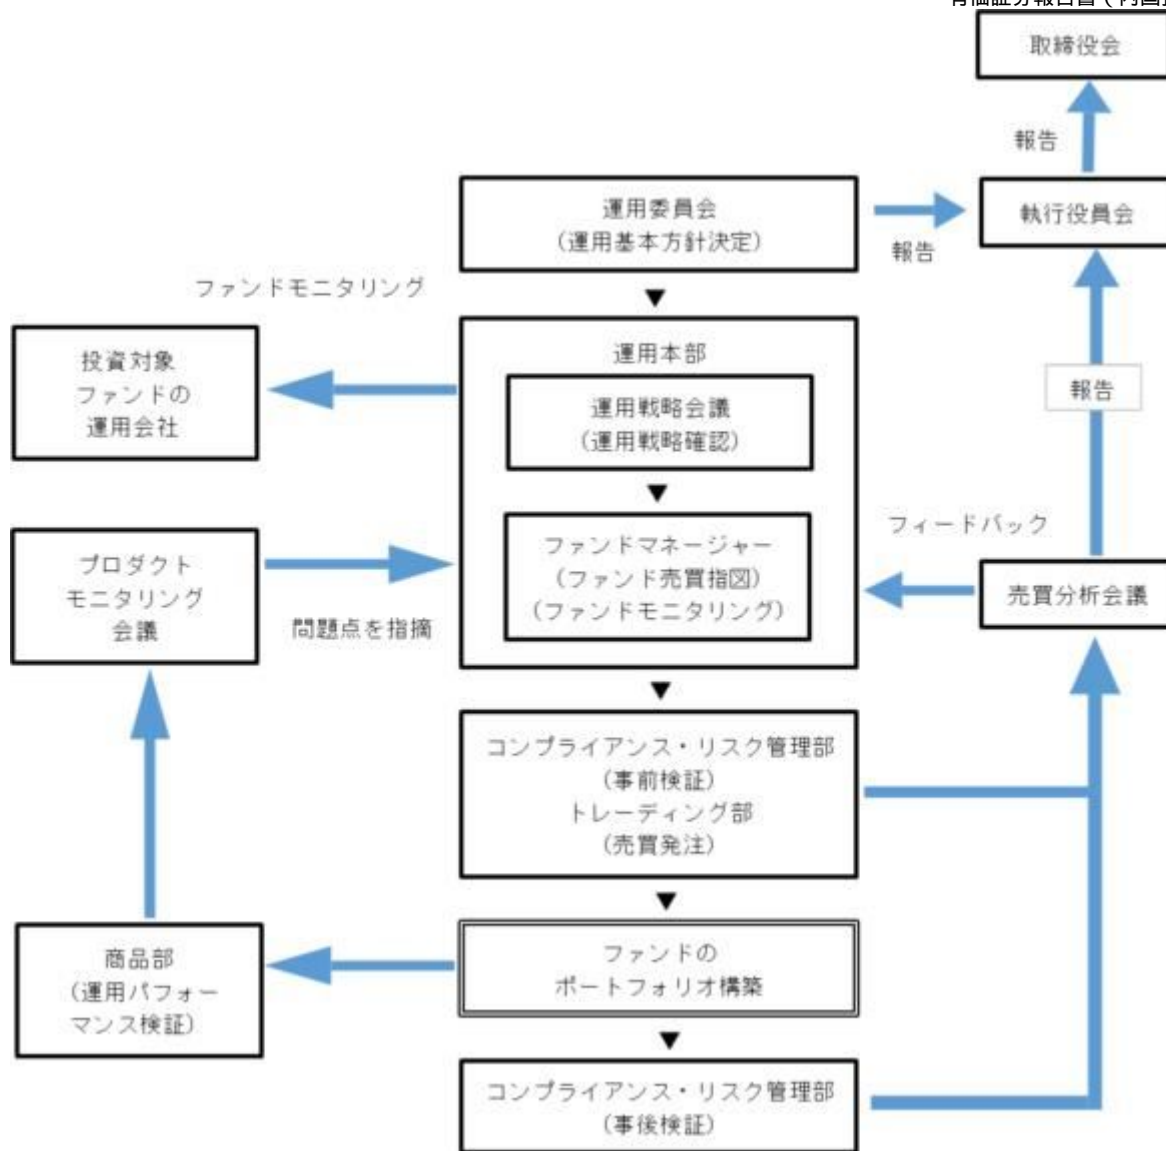 取締役会
報告
運用委員会
(運用基本方針決定)
報告
執行役員会
ファンドモニタリング
投資対象
ファンドの
運用会社
運用本部
運用戦略会議
(運用戦略確認)
報告
プロダクト
モニタリング
会議
問題点を指摘
ファンドマネージャー
(ファンド売買指図)
(ファンドモニタリング)
フィードバック
売買分析会議
コンプライアンス・リスク管理部
(事前検証)
トレーディング部
(売買発注)
商品部
(運用パフォー
マンス検証)
ファンドの
ポートフォリオ構築
コンプライアンス・リスク管理部
(事後検証)